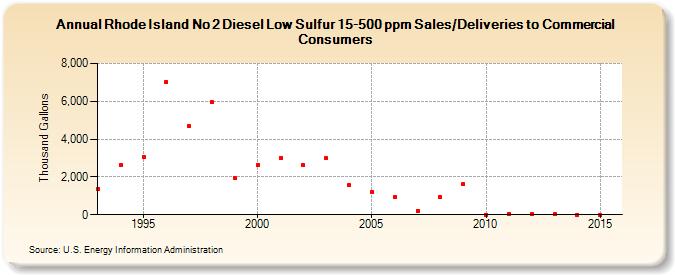 Annual Rhode Island No 2 Diesel Low Sulfur 15-500 ppm Sales/Deliveries to Commercial
Consumers
Thousand Gallons
8,000
6,000
4,000
2,000
0
1995
2000
2005
2010
2015
Source: U.S. Energy Information Administration